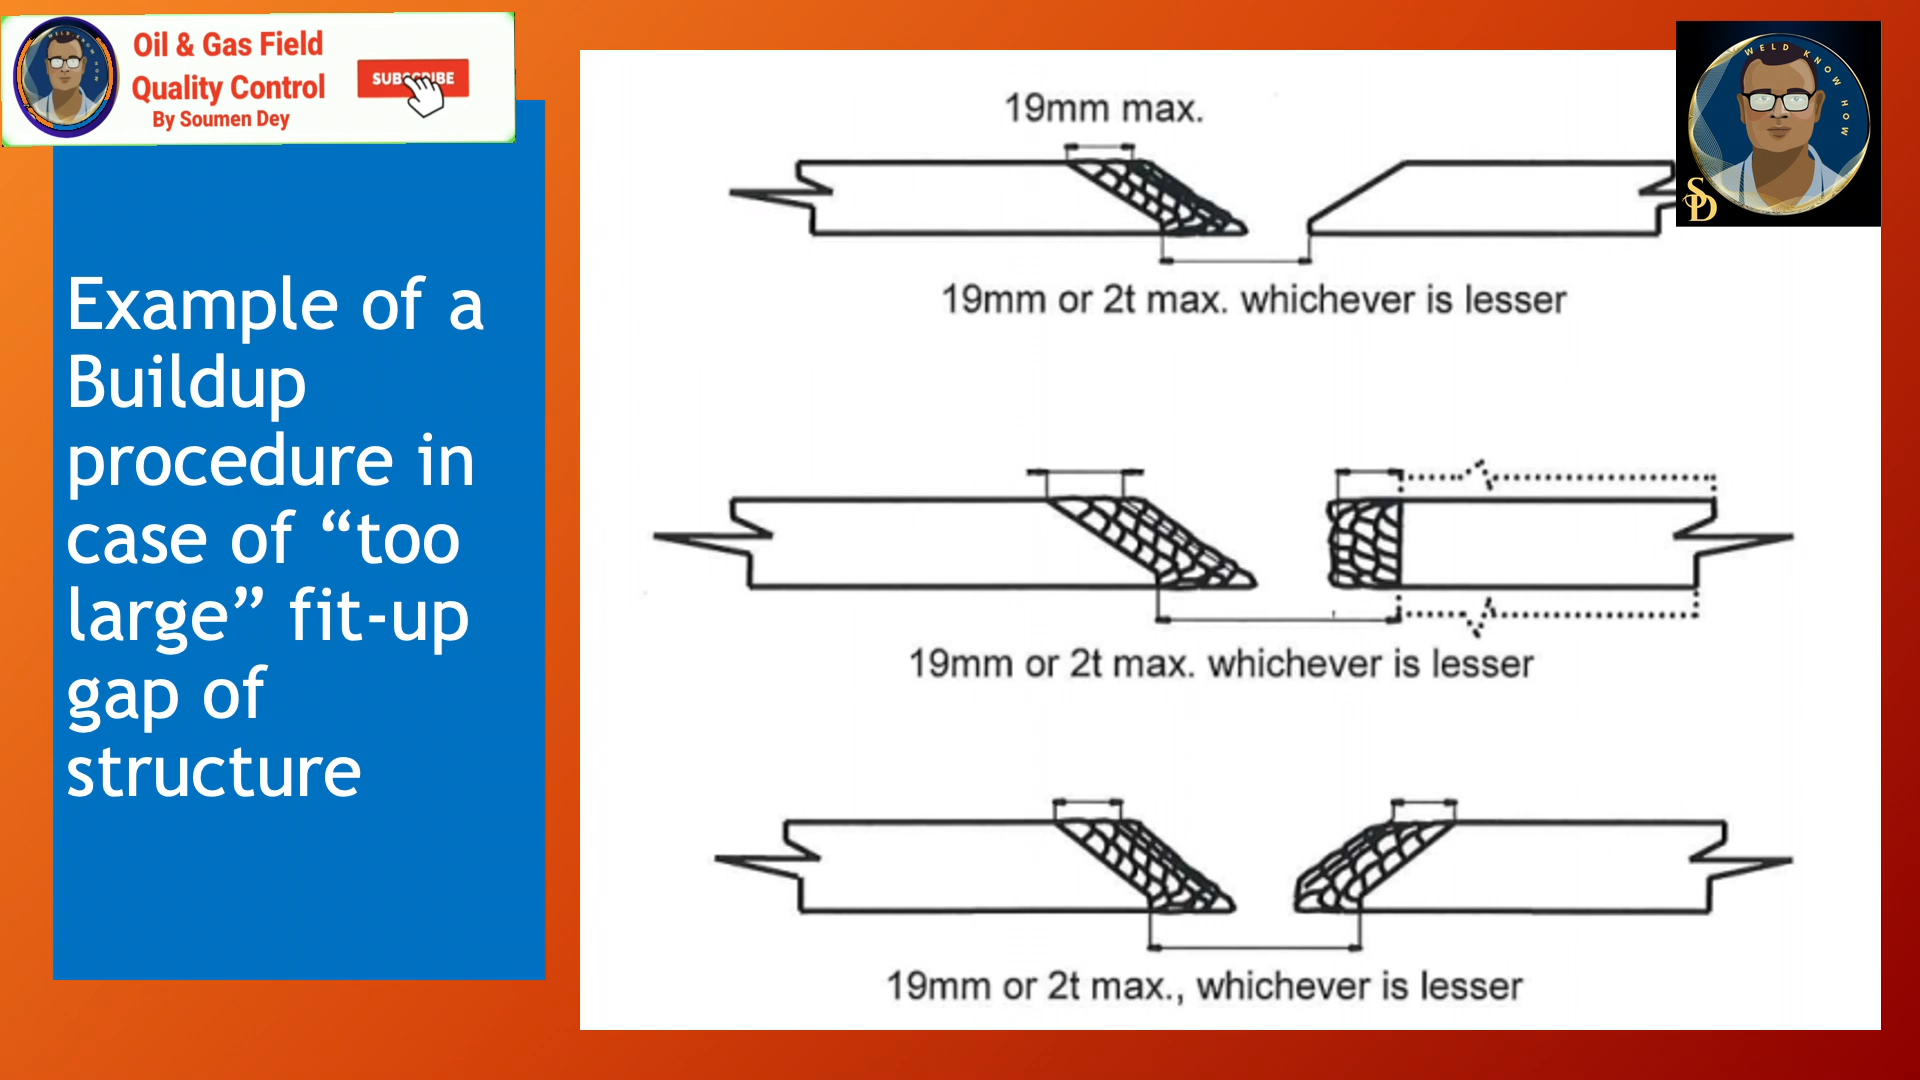 Oil & Gas Field
Quality Control
By Soumen Dey
SUBSCRIBE
WELD KNOW HOW
SD
Example of a
Buildup
procedure in
case of “too
large” fit-up
gap of
structure
19mm max.
19mm or 2t max. whichever is lesser
19mm or 2t max. whichever is lesser
19mm or 2t max., whichever is lesser